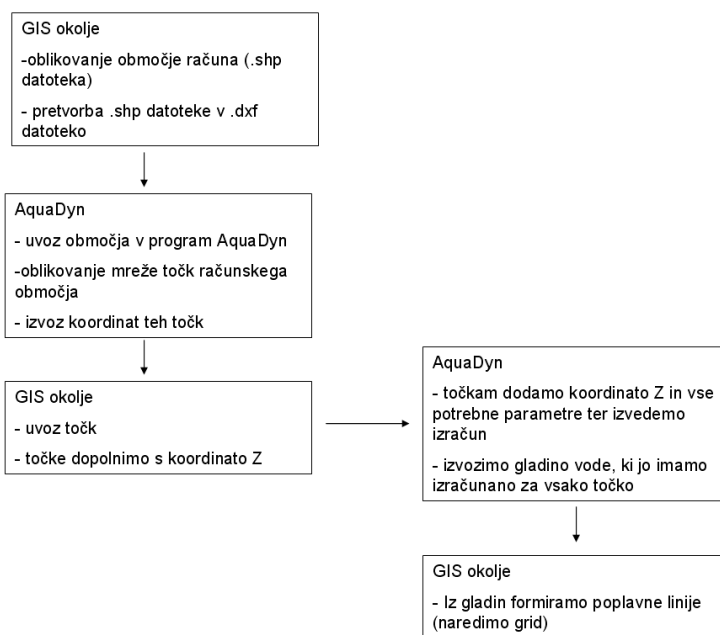 GIS okolje
-oblikovanje območje računa (.shp
datoteka)
- pretvorba .shp datoteke v .dxf
datoteko
AquaDyn
- uvoz območja v program AquaDyn
-oblikovanje mreže točk računskega
območja
- izvoz koordinat teh točk
GIS okolje
- uvoz točk
- točke dopolnimo s koordinato Z
AquaDyn
- točkam dodamo koordinato Z in vse
potrebne parametre ter izvedemo
izračun
- izvozimo gladino vode, ki jo imamo
izračunano za vsako točko
GIS okolje
- Iz gladin formiramo poplavne linije
(naredimo grid)